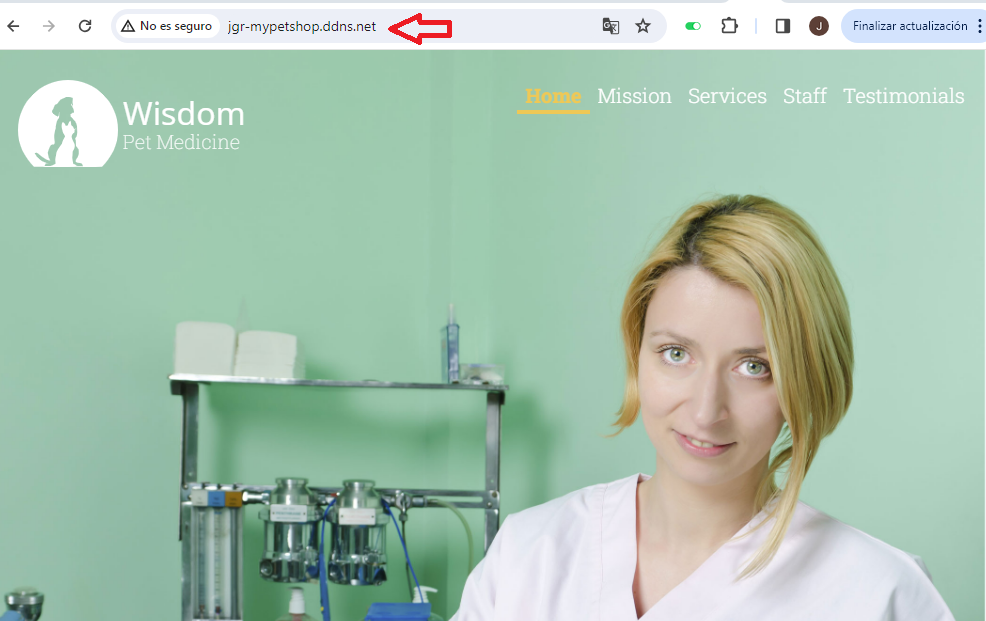 No es seguro jgr-mypetshop.ddns.net J Finalizar actualización
Home Mission Services Staff Testimonials
Wisdom
Pet Medicine